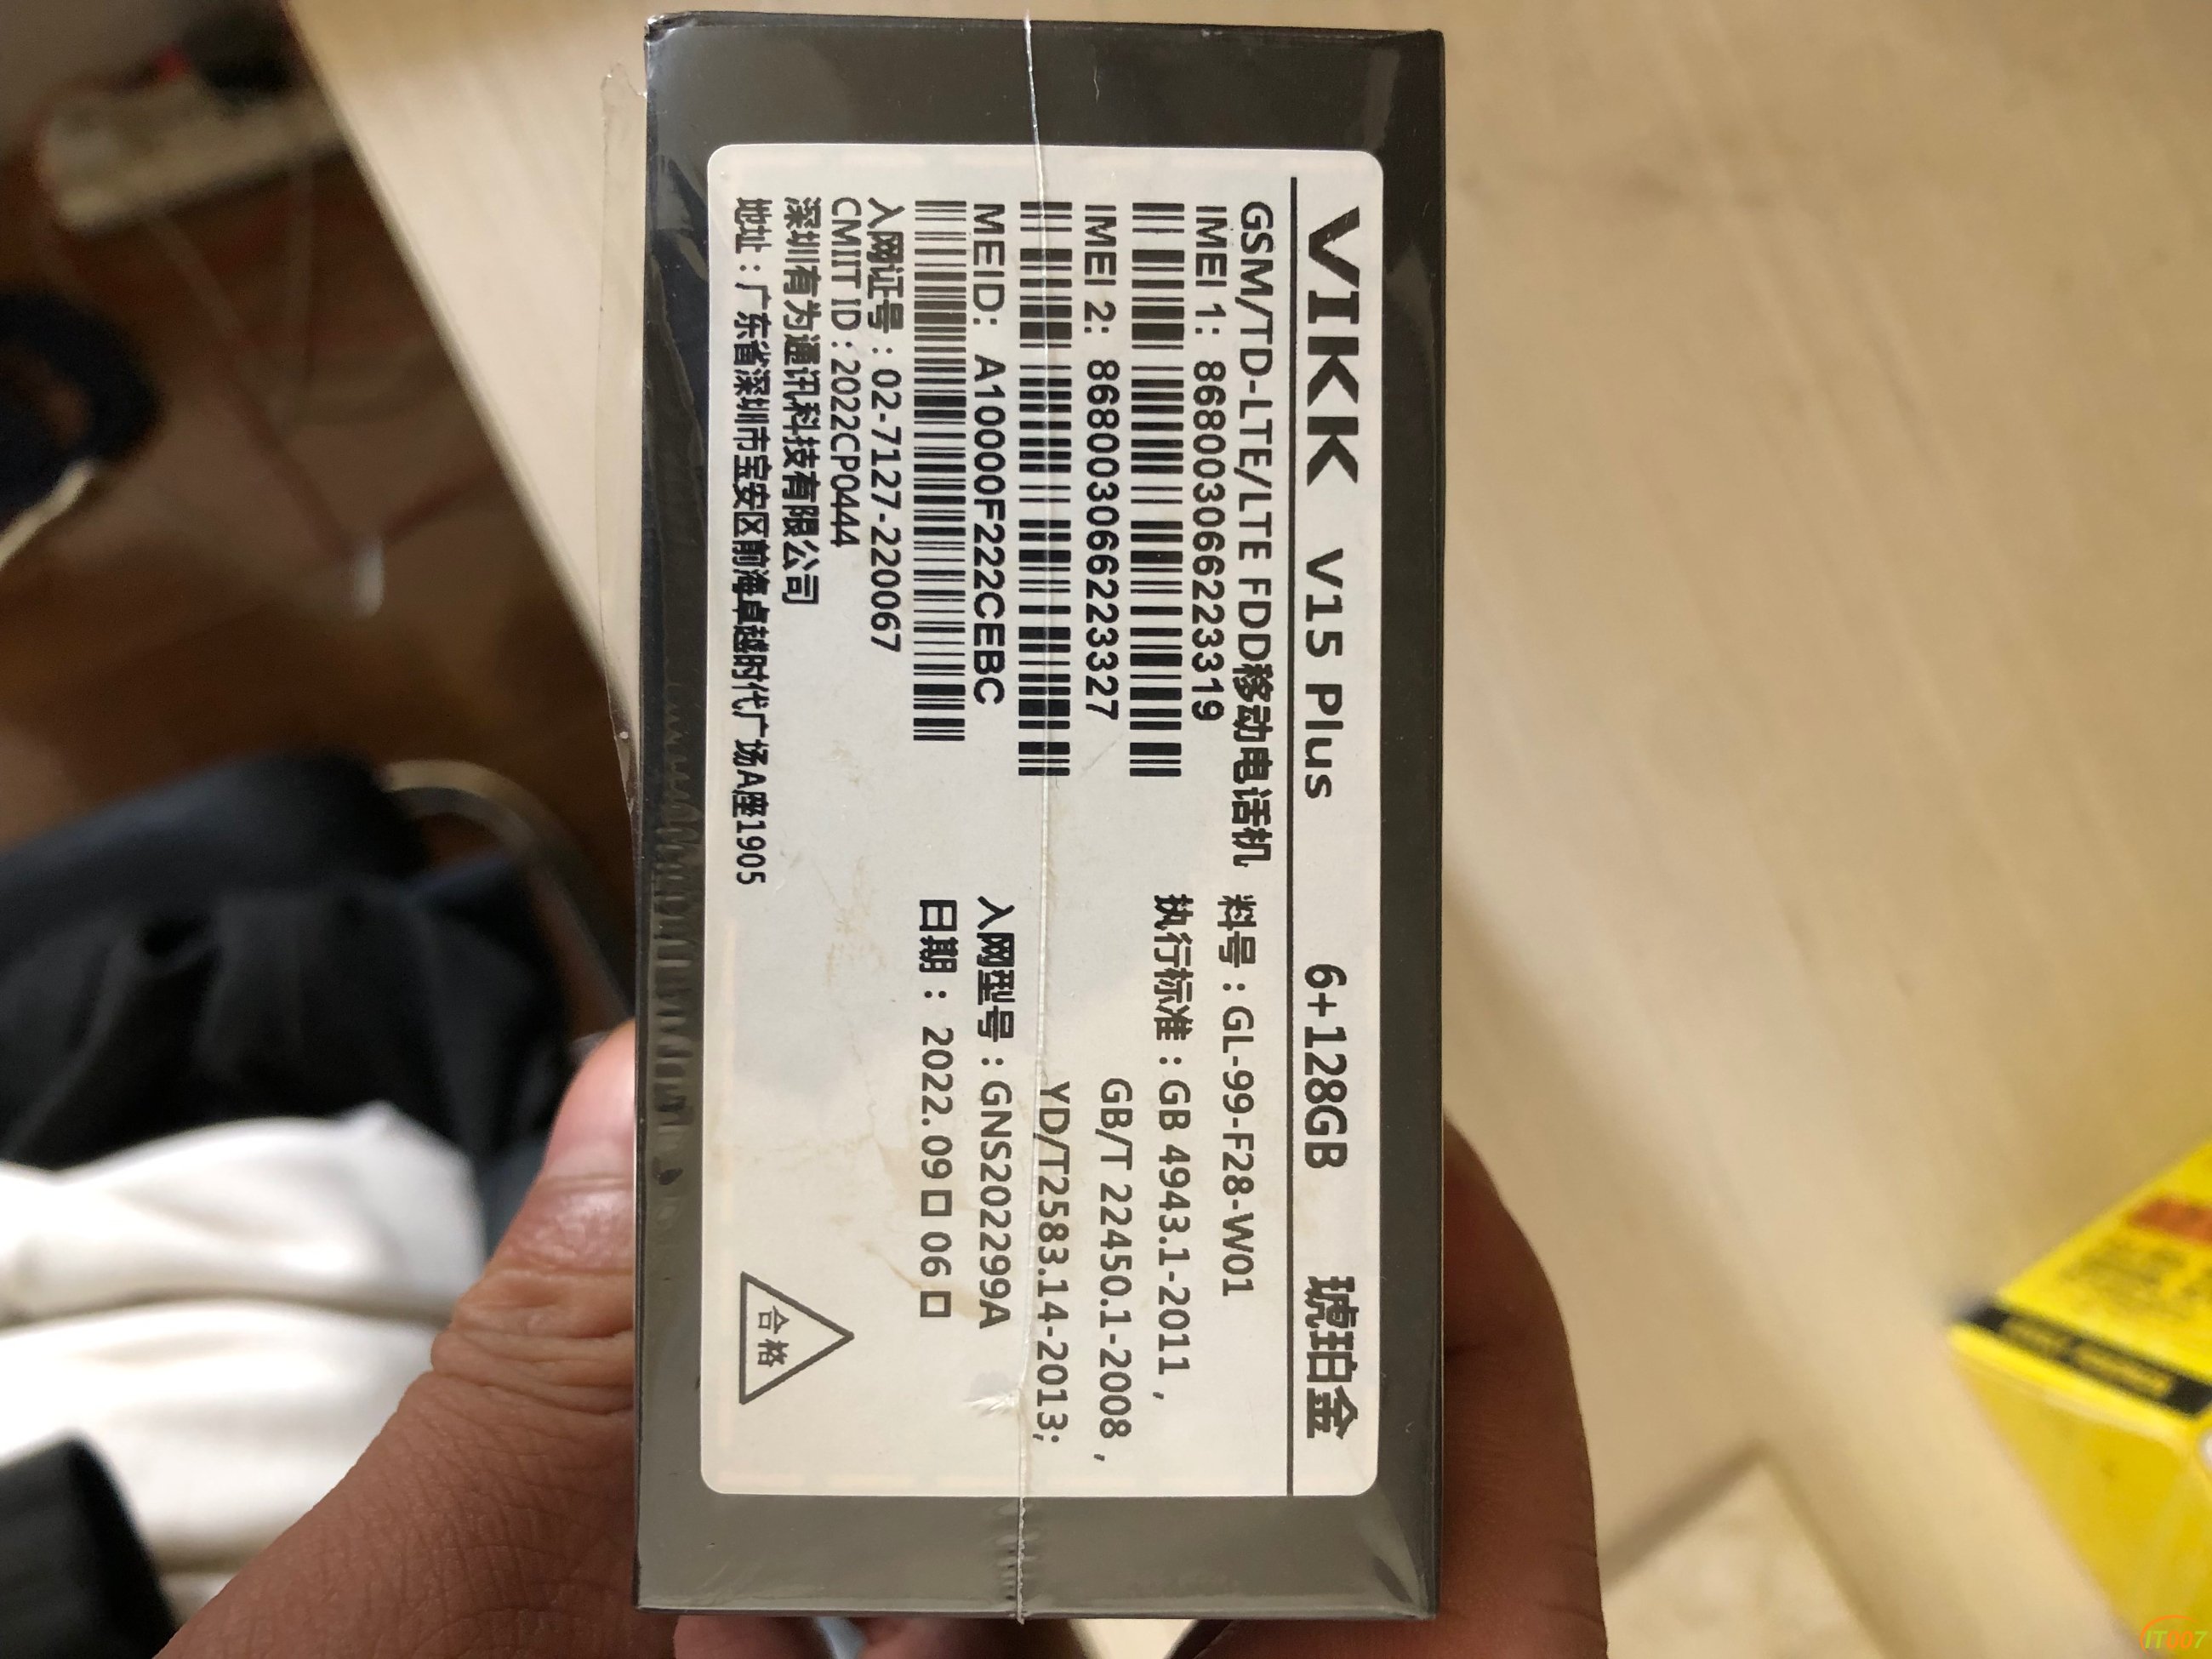 VIKK V15 Plus 6+128GB 琥珀金
GSM/TD-LTE/LTE FDD移动电话机
IMEI 1: 868003066223319
IMEI 2: 868003066223327
MEID: A10000F222CEBC
入网证号：02-7127-220067
CMIIT ID：2022CP0444
深圳有为通讯科技有限公司
地址：广东省深圳市宝安区前海卓越时代广场A座1905
料号：GL-99-F28-W01
执行标准：GB 4943.1-2011，
GB/T 22450.1-2008，
YD/T2583.14-2013;
入网型号：GNS202299A
日期：2022.09□06□
合格
IT007